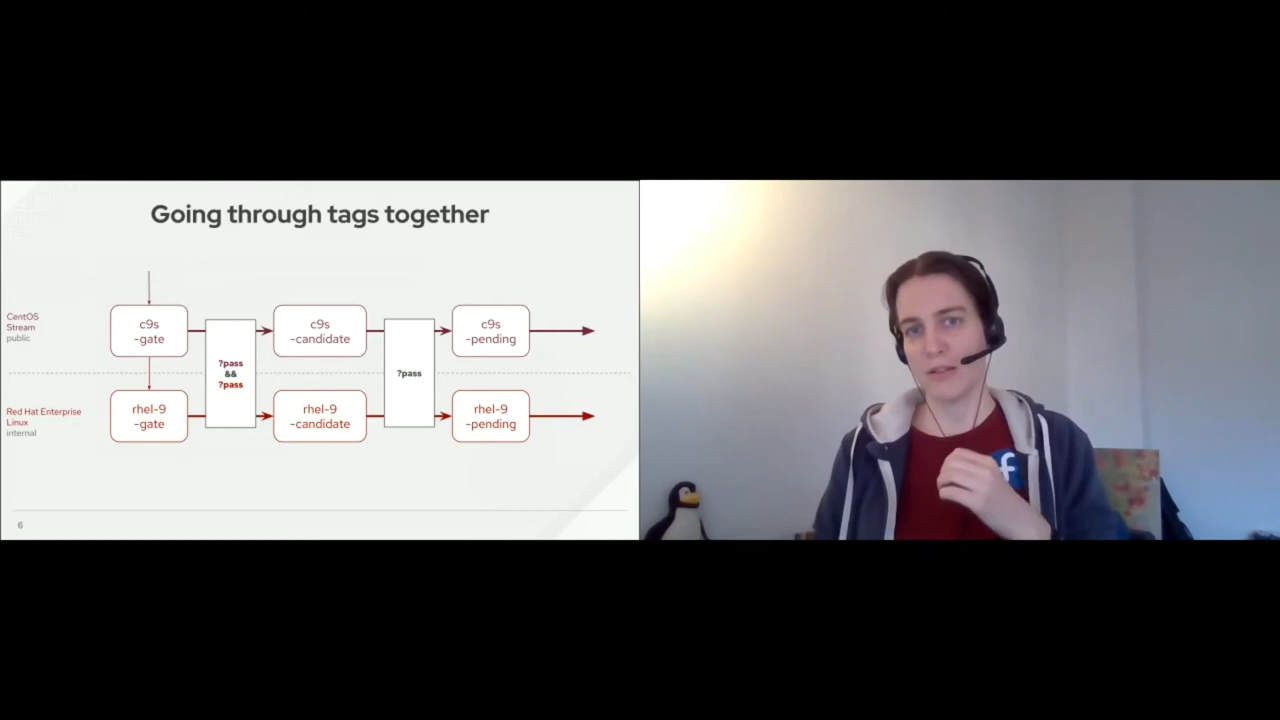 Going through tags together
CentOS
Stream
public
c9s
-gate
c9s
-candidate
c9s
-pending
?pass
&&
?pass
?pass
Red Hat Enterprise
Linux
internal
rhel-9
-gate
rhel-9
-candidate
rhel-9
-pending
6